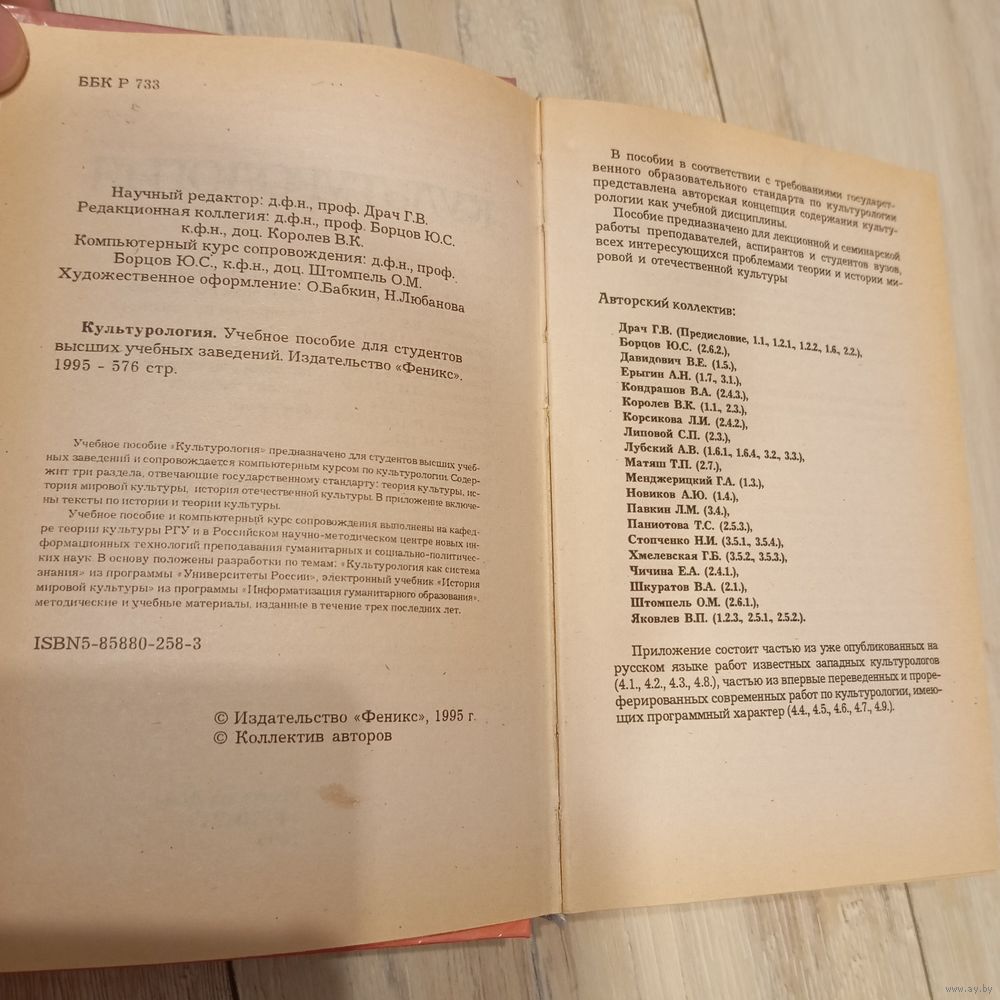 ББК Р 733
Научный редактор: д.ф.н., проф. Драч Г.В.
Редакционная коллегия: д.ф.н., проф. Борцов Ю.С.
к.ф.н., доц. Королев В.К.
Компьютерный курс сопровождения: д.ф.н., проф.
Борцов Ю.С., к.ф.н., доц. Штомпель О.М.
Художественное оформление: О.Бабкин, Н.Любанова
Культурология. Учебное пособие для студентов
высших учебных заведений. Издательство «Феникс»,
1995 - 576 стр.
Учебное пособие «Культурология» предназначено для студентов высших учеб-
ных заведений и сопровождается компьютерным курсом по культурологии. Содер-
жит три раздела, отвечающие государственному стандарту: теория культуры, ис-
тория мировой культуры, история отечественной культуры. В приложение включе-
ны тексты по истории и теории культуры.
Учебное пособие и компьютерный курс сопровождения выполнены на кафед-
ре теории культуры РГУ и в Российском научно-методическом центре новых ин-
формационных технологий преподавания гуманитарных и социально-политичес-
ких наук. В основу положены разработки по темам: «Культурология как система
знания» из программы «Университеты России», электронный учебник «История
мировой культуры» из программы «Информатизация гуманитарного образования»,
методические и учебные материалы, изданные в течение трех последних лет.
ISBN5-85880-258-3
© Издательство «Феникс», 1995 г.
© Коллектив авторов
В пособии в соответствии с требованиями государст-
венного образовательного стандарта по культурологии
представлена авторская концепция содержания культу-
рологии как учебной дисциплины.
Пособие предназначено для лекционной и семинарской
работы преподавателей, аспирантов и студентов вузов,
всех интересующихся проблемами теории и истории ми-
ровой и отечественной культуры
Авторский коллектив:
Драч Г.В. (Предисловие, 1.1., 1.2.1., 1.2.2., 1.6., 2.2.),
Борцов Ю.С. (2.6.2.),
Давидович В.Е. (1.5.),
Ерыгин А.Н. (1.7., 3.1.),
Кондрашов В.А. (2.4.3.),
Королев В.К. (1.1., 2.3.),
Корсикова Л.И. (2.4.2.),
Липовой С.П. (2.3.),
Лубский А.В. (1.6.1., 1.6.4., 3.2., 3.3.),
Матяш Т.П. (2.7.),
Менджерицкий Г.А. (1.3.),
Новиков А.Ю. (1.4.),
Павкин Л.М. (3.4.),
Паниотова Т.С. (2.5.3.),
Стопченко Н.И. (3.5.1., 3.5.4.),
Хмелевская Г.Б. (3.5.2., 3.5.3.),
Чичина Е.А. (2.4.1.),
Шкуратов В.А. (2.1.),
Штомпель О.М. (2.6.1.),
Яковлев В.П. (1.2.3., 2.5.1., 2.5.2.).
Приложение состоит частью из уже опубликованных на
русском языке работ известных западных культурологов
(4.1., 4.2., 4.3., 4.8.), частью из впервые переведенных и проре-
ферированных современных работ по культурологии, имею-
щих программный характер (4.4., 4.5., 4.6., 4.7., 4.9.).
www.ay.by